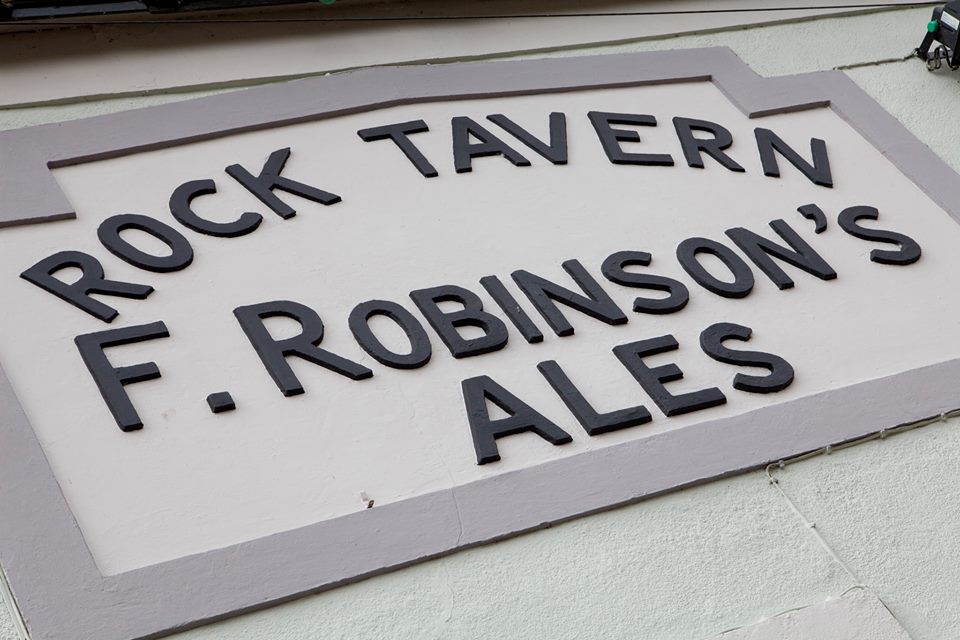 ROCK TAVERN
F. ROBINSON'S
ALES